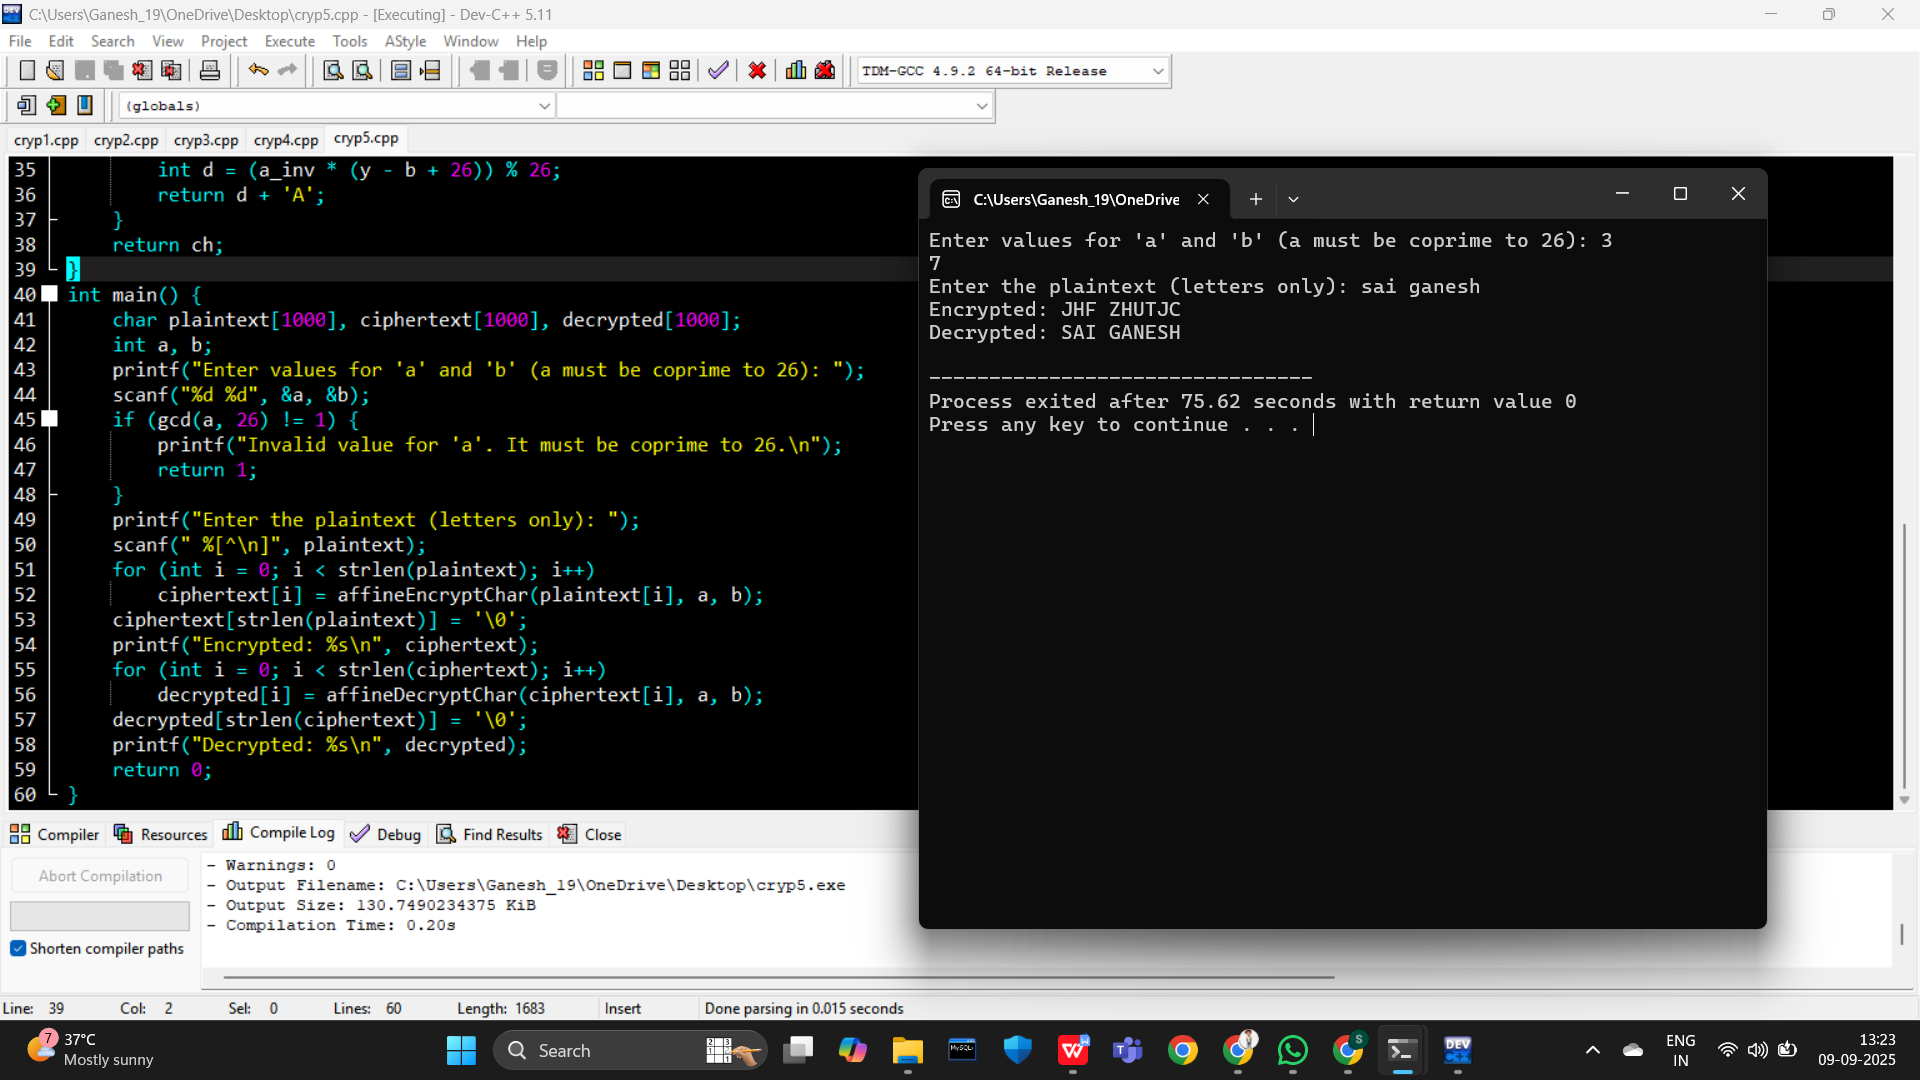 C:\Users\Ganesh_19\OneDrive\Desktop\cryp5.cpp - [Executing] - Dev-C++ 5.11
File Edit Search View Project Execute Tools AStyle Window Help
TDM-GCC 4.9.2 64-bit Release
(globals)
cryp1.cpp cryp2.cpp cryp3.cpp cryp4.cpp cryp5.cpp
35 int d = (a_inv * (y - b + 26)) % 26;
36 return d + 'A';
37 }
38 return ch;
39 }
40 int main() {
41 char plaintext[1000], ciphertext[1000], decrypted[1000];
42 int a, b;
43 printf("Enter values for 'a' and 'b' (a must be coprime to 26): ");
44 scanf("%d %d", &a, &b);
45 if (gcd(a, 26) != 1) {
46 printf("Invalid value for 'a'. It must be coprime to 26.\n");
47 return 1;
48 }
49 printf("Enter the plaintext (letters only): ");
50 scanf(" %[^\n]", plaintext);
51 for (int i = 0; i < strlen(plaintext); i++)
52 ciphertext[i] = affineEncryptChar(plaintext[i], a, b);
53 ciphertext[strlen(plaintext)] = '\0';
54 printf("Encrypted: %s\n", ciphertext);
55 for (int i = 0; i < strlen(ciphertext); i++)
56 decrypted[i] = affineDecryptChar(ciphertext[i], a, b);
57 decrypted[strlen(ciphertext)] = '\0';
58 printf("Decrypted: %s\n", decrypted);
59 return 0;
60 }
C:\Users\Ganesh_19\OneDrive
Enter values for 'a' and 'b' (a must be coprime to 26): 3
7
Enter the plaintext (letters only): sai ganesh
Encrypted: JHF ZHUTJC
Decrypted: SAI GANESH
--------------------------------
Process exited after 75.62 seconds with return value 0
Press any key to continue . . .
Compiler Resources Compile Log Debug Find Results Close
Abort Compilation
Shorten compiler paths
- Warnings: 0
- Output Filename: C:\Users\Ganesh_19\OneDrive\Desktop\cryp5.exe
- Output Size: 130.7490234375 KiB
- Compilation Time: 0.20s
Line: 39 Col: 2 Sel: 0 Lines: 60 Length: 1683 Insert Done parsing in 0.015 seconds
7
37°C
Mostly sunny
Search
MySQL
W
T
S
DEV
C++
ENG
IN
13:23
09-09-2025